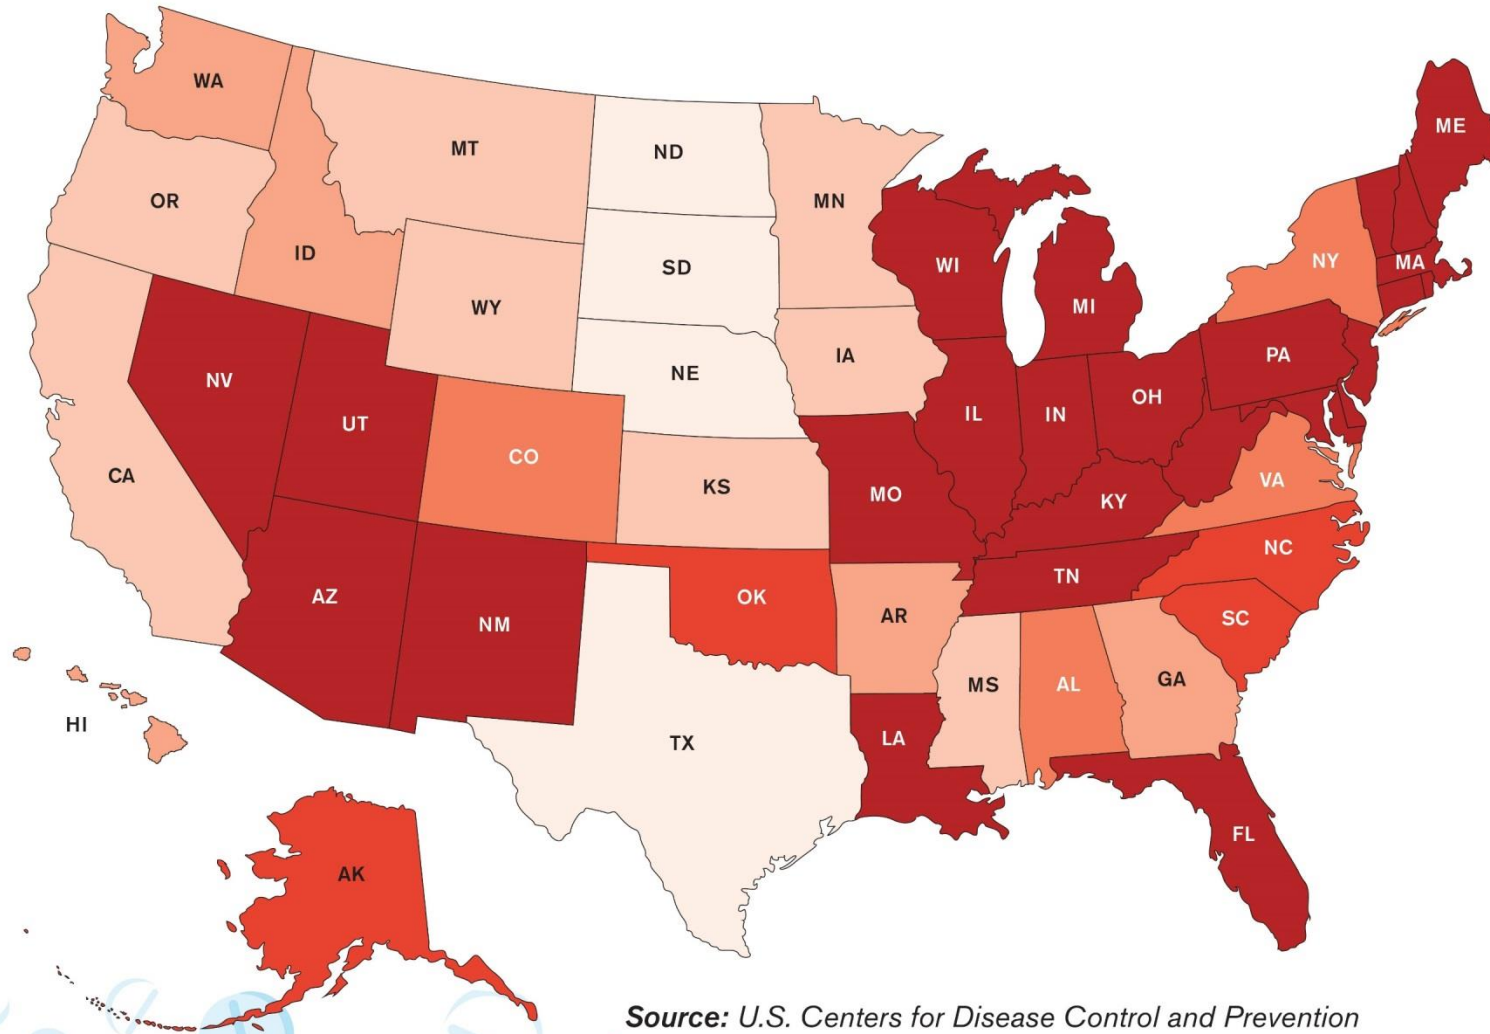 WA
MT
ND
MN
ME
OR
ID
SD
WI
NY
MA
WY
MI
IA
PA
NV
NE
UT
IL
IN
OH
CO
CA
KS
MO
KY
VA
NC
AZ
NM
OK
TN
AR
SC
MS
AL
GA
HI
TX
LA
FL
AK
Source: U.S. Centers for Disease Control and Prevention